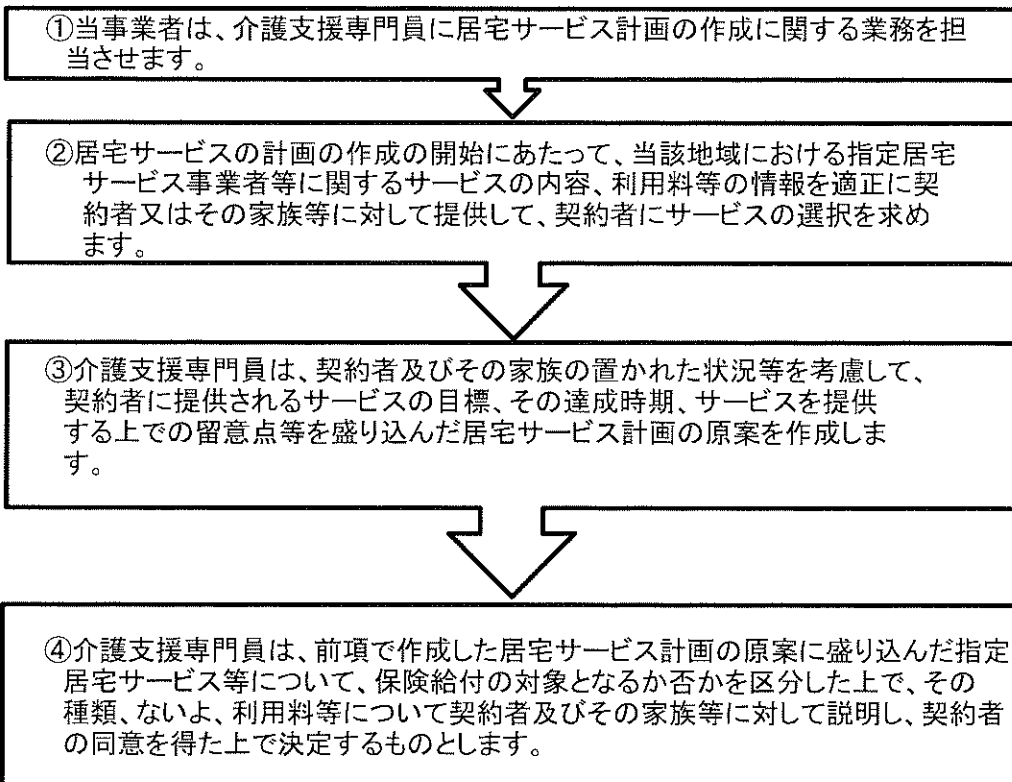 ①当事業者は、介護支援専門員に居宅サービス計画の作成に関する業務を担
当させます。
②居宅サービスの計画の作成の開始にあたって、当該地域における指定居宅
サービス事業者等に関するサービスの内容、利用料等の情報を適正に契
約者又はその家族等に対して提供して、契約者にサービスの選択を求め
ます。
③介護支援専門員は、契約者及びその家族の置かれた状況等を考慮して、
契約者に提供されるサービスの目標、その達成時期、サービスを提供
する上での留意点等を盛り込んだ居宅サービス計画の原案を作成しま
す。
④介護支援専門員は、前項で作成した居宅サービス計画の原案に盛り込んだ指定
居宅サービス等について、保険給付の対象となるか否かを区分した上で、その
種類、ないよ、利用料等について契約者及びその家族等に対して説明し、契約者
の同意を得た上で決定するものとします。